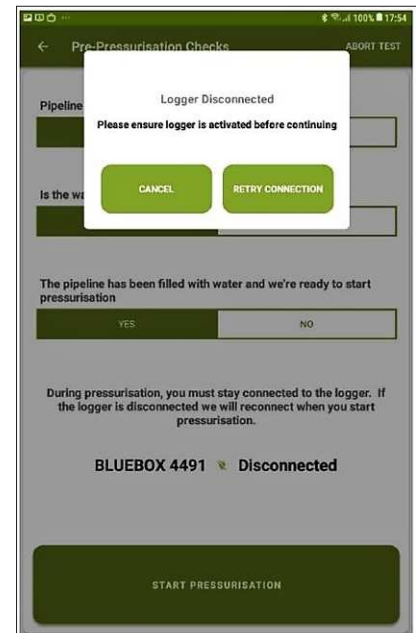 100% 17:54
Pre-Pressurisation Checks
ABORT TEST
Logger Disconnected
Please ensure logger is activated before continuing
Pipeline
CANCEL
RETRY CONNECTION
Is the wa
The pipeline has been filled with water and we're ready to start
pressurisation
YES
NO
During pressurisation, you must stay connected to the logger. If
the logger is disconnected we will reconnect when you start
pressurisation.
BLUEBOX 4491 Disconnected
START PRESSURISATION